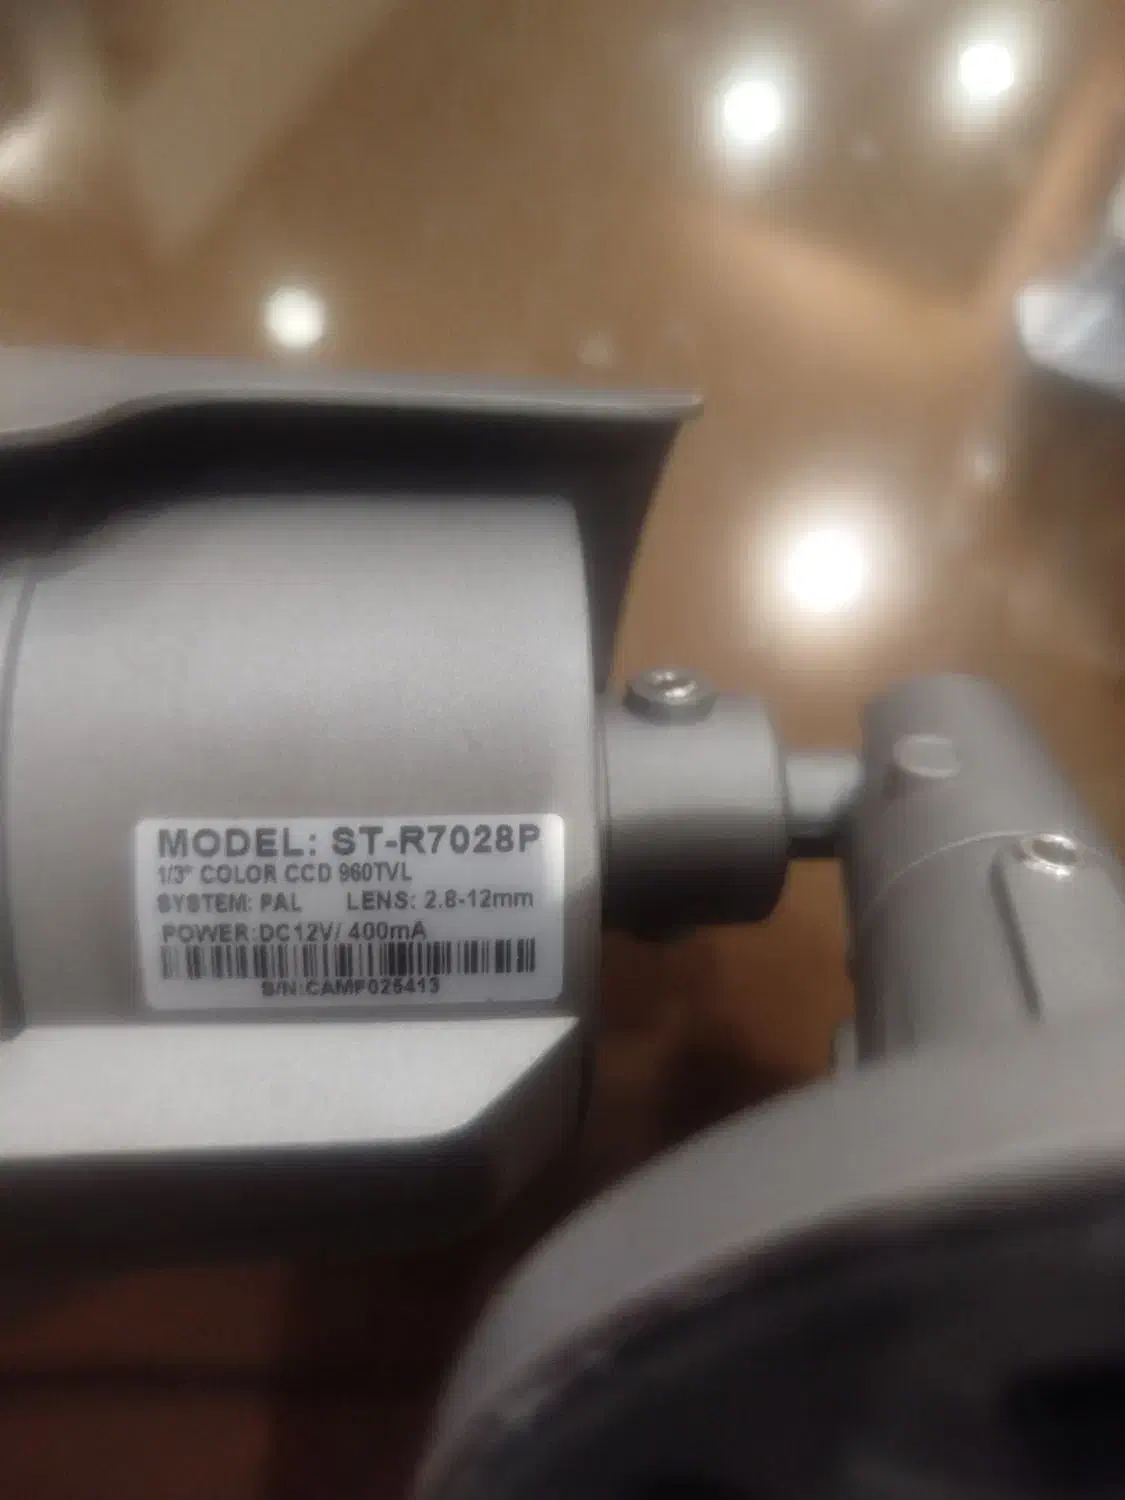 MODEL: ST-R7028P
1/3" COLOR CCD 960TVL
SYSTEM: PAL LENS: 2.8-12mm
POWER:DC12V/ 400mA
S/N:CAMF025413